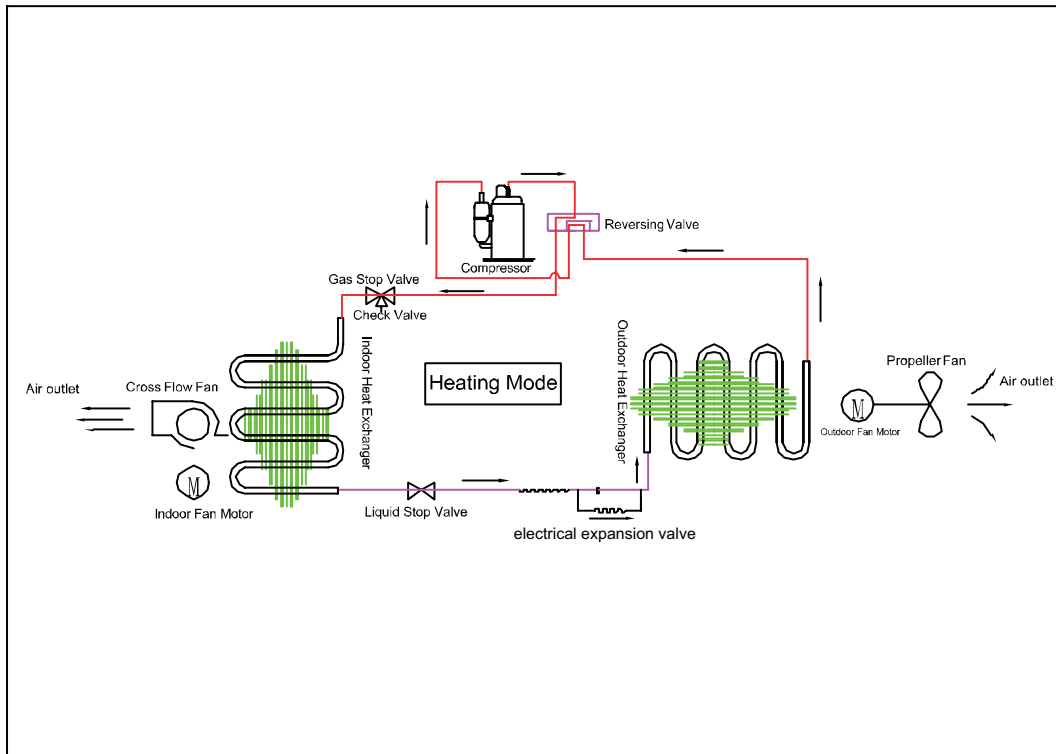 Reversing Valve
Compressor
Gas Stop Valve
Check Valve
Indoor Heat Exchanger
Heating Mode
Outdoor Heat Exchanger
Propeller Fan
Air outlet
Cross Flow Fan
Air outlet
M
Outdoor Fan Motor
M
Indoor Fan Motor
Liquid Stop Valve
electrical expansion valve